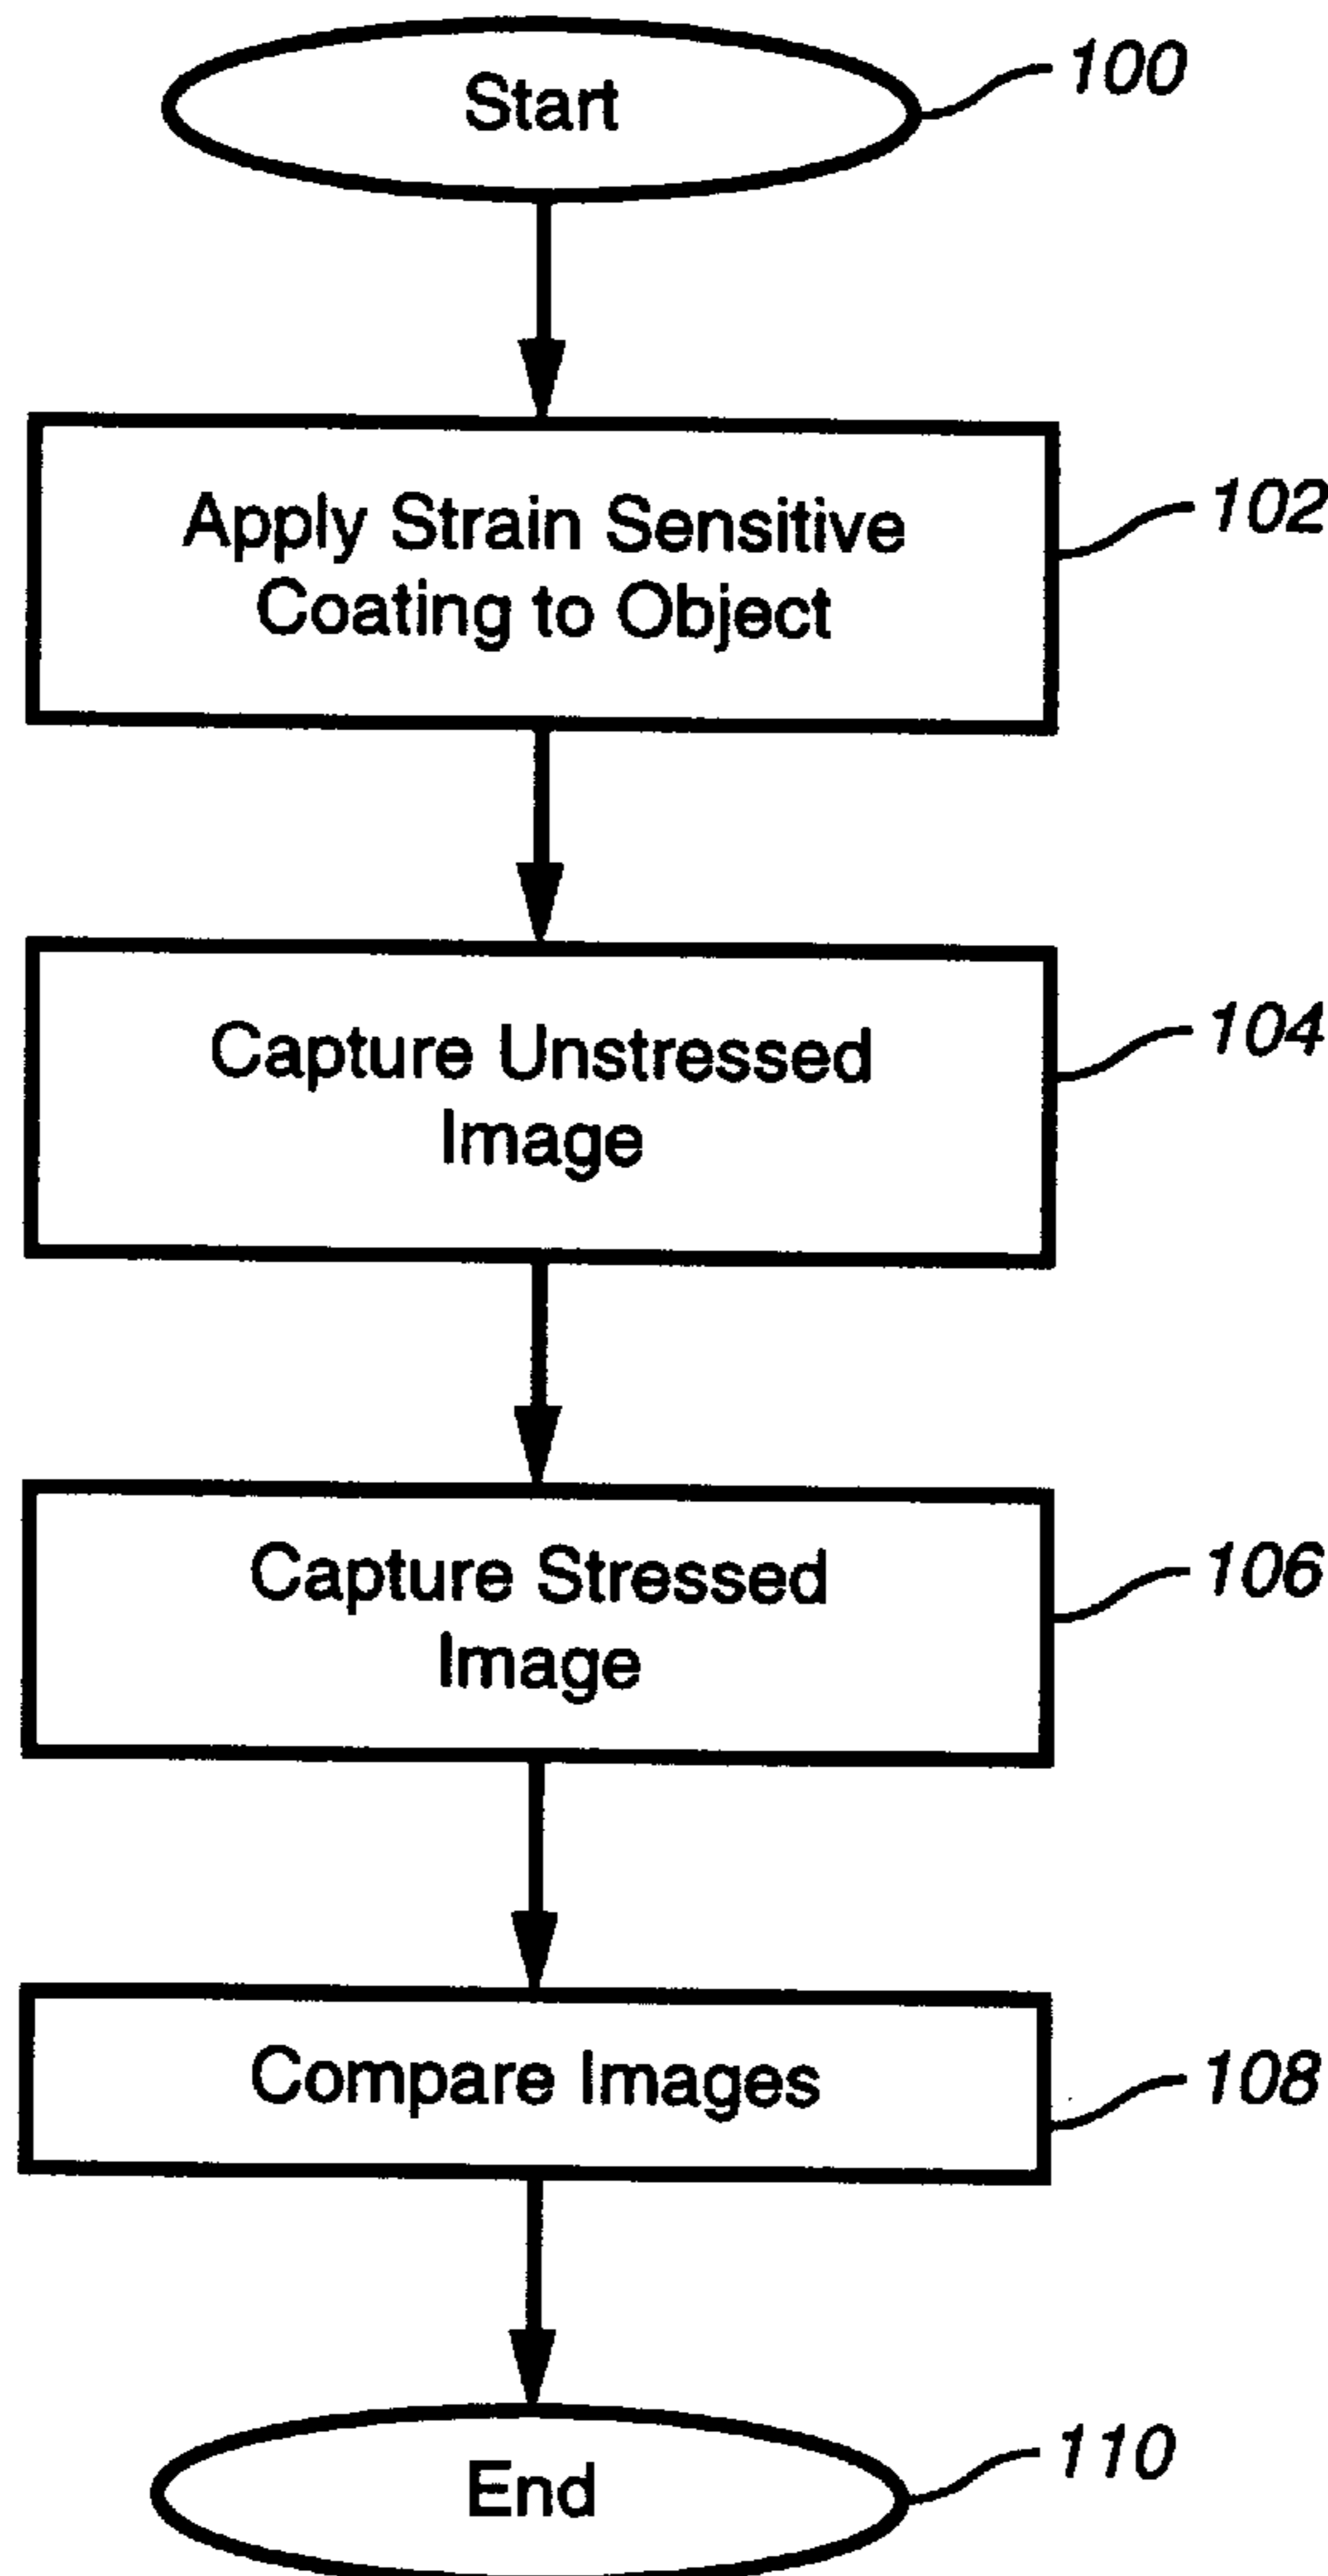 Start
100
Apply Strain Sensitive
Coating to Object
102
Capture Unstressed
Image
104
Capture Stressed
Image
106
Compare Images
108
End
110